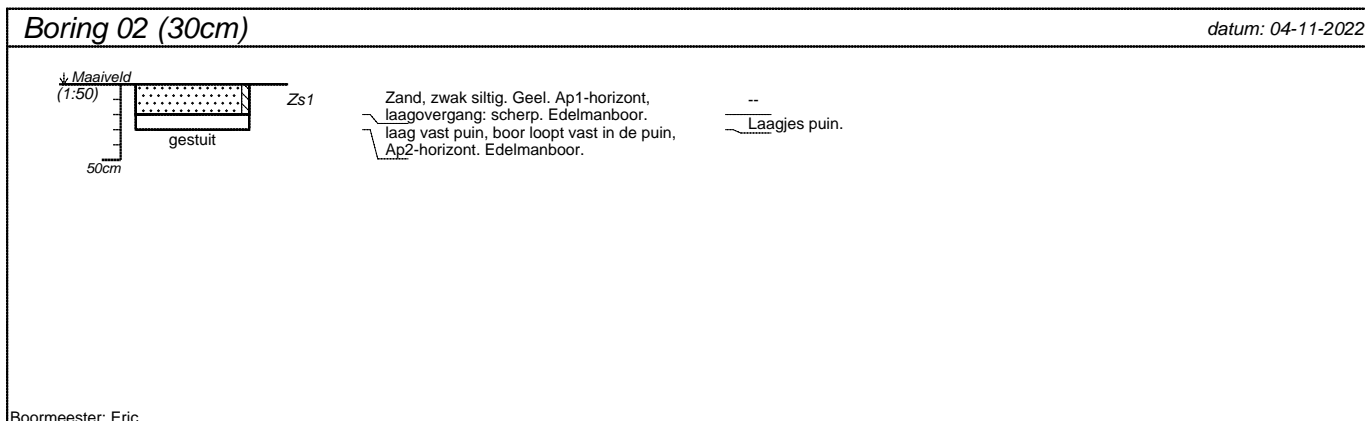 Boring 02 (30cm)
datum: 04-11-2022
Maaiveld
(1:50)
Zs1
Zand, zwak siltig. Geel. Ap1-horizont,
laagovergang: scherp. Edelmanboor.
--
laag vast puin, boor loopt vast in de puin,
Ap2-horizont. Edelmanboor.
Laagjes puin.
gestuit
50cm
Boormeester: Eric